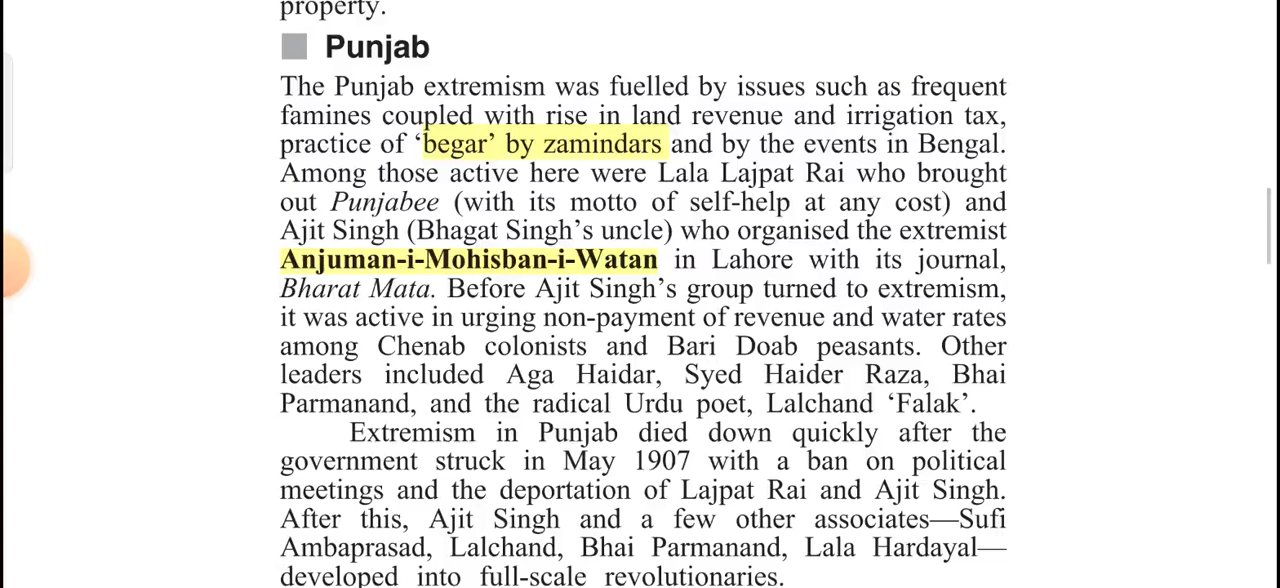 property.
Punjab
The Punjab extremism was fuelled by issues such as frequent
famines coupled with rise in land revenue and irrigation tax,
practice of ‘begar’ by zamindars and by the events in Bengal.
Among those active here were Lala Lajpat Rai who brought
out Punjabee (with its motto of self-help at any cost) and
Ajit Singh (Bhagat Singh’s uncle) who organised the extremist
Anjuman-i-Mohisban-i-Watan in Lahore with its journal,
Bharat Mata. Before Ajit Singh’s group turned to extremism,
it was active in urging non-payment of revenue and water rates
among Chenab colonists and Bari Doab peasants. Other
leaders included Aga Haidar, Syed Haider Raza, Bhai
Parmanand, and the radical Urdu poet, Lalchand ‘Falak’.
Extremism in Punjab died down quickly after the
government struck in May 1907 with a ban on political
meetings and the deportation of Lajpat Rai and Ajit Singh.
After this, Ajit Singh and a few other associates—Sufi
Ambaprasad, Lalchand, Bhai Parmanand, Lala Hardayal—
developed into full-scale revolutionaries.